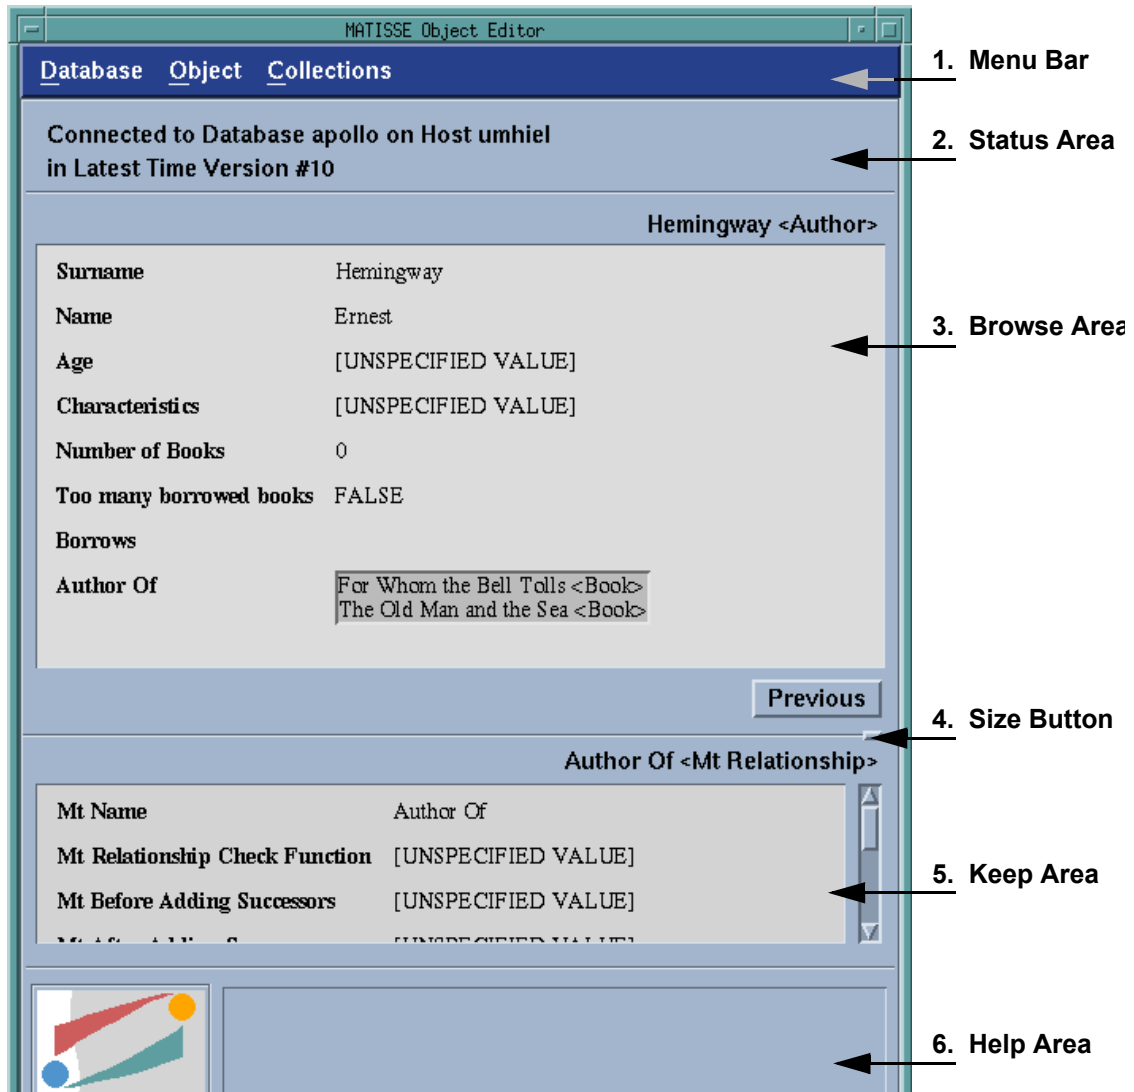 MATISSE Object Editor
Database Object Collections
1. Menu Bar
Connected to Database apollo on Host umhiel
in Latest Time Version #10
2. Status Area
Hemingway <Author>
Surname Hemingway
Name Ernest
3. Browse Area
Age [UNSPECIFIED VALUE]
Characteristics [UNSPECIFIED VALUE]
Number of Books 0
Too many borrowed books FALSE
Borrows
Author Of For Whom the Bell Tolls <Book>
The Old Man and the Sea <Book>
Previous
4. Size Button
Author Of <Mt Relationship>
Mt Name Author Of
Mt Relationship Check Function [UNSPECIFIED VALUE]
5. Keep Area
Mt Before Adding Successors [UNSPECIFIED VALUE]
6. Help Area